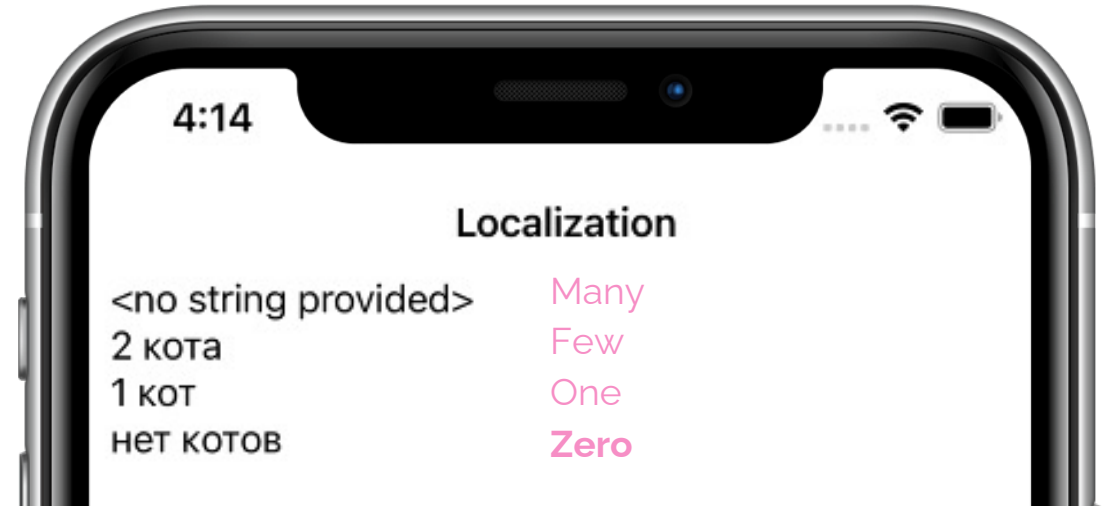 4:14
Localization
<no string provided> Many
2 кота Few
1 кот One
нет котов Zero